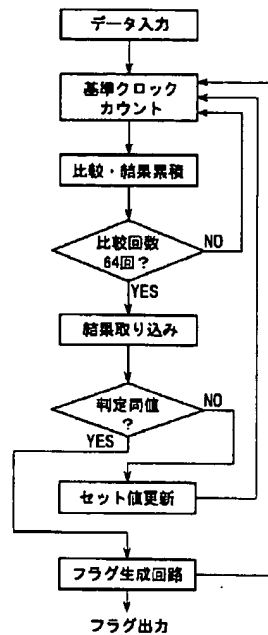 データ入力
基準クロック
カウント
比較・結果累積
比較回数
64回?
NO
YES
結果取り込み
判定同値
?
NO
YES
セット値更新
フラグ生成回路
フラグ出力